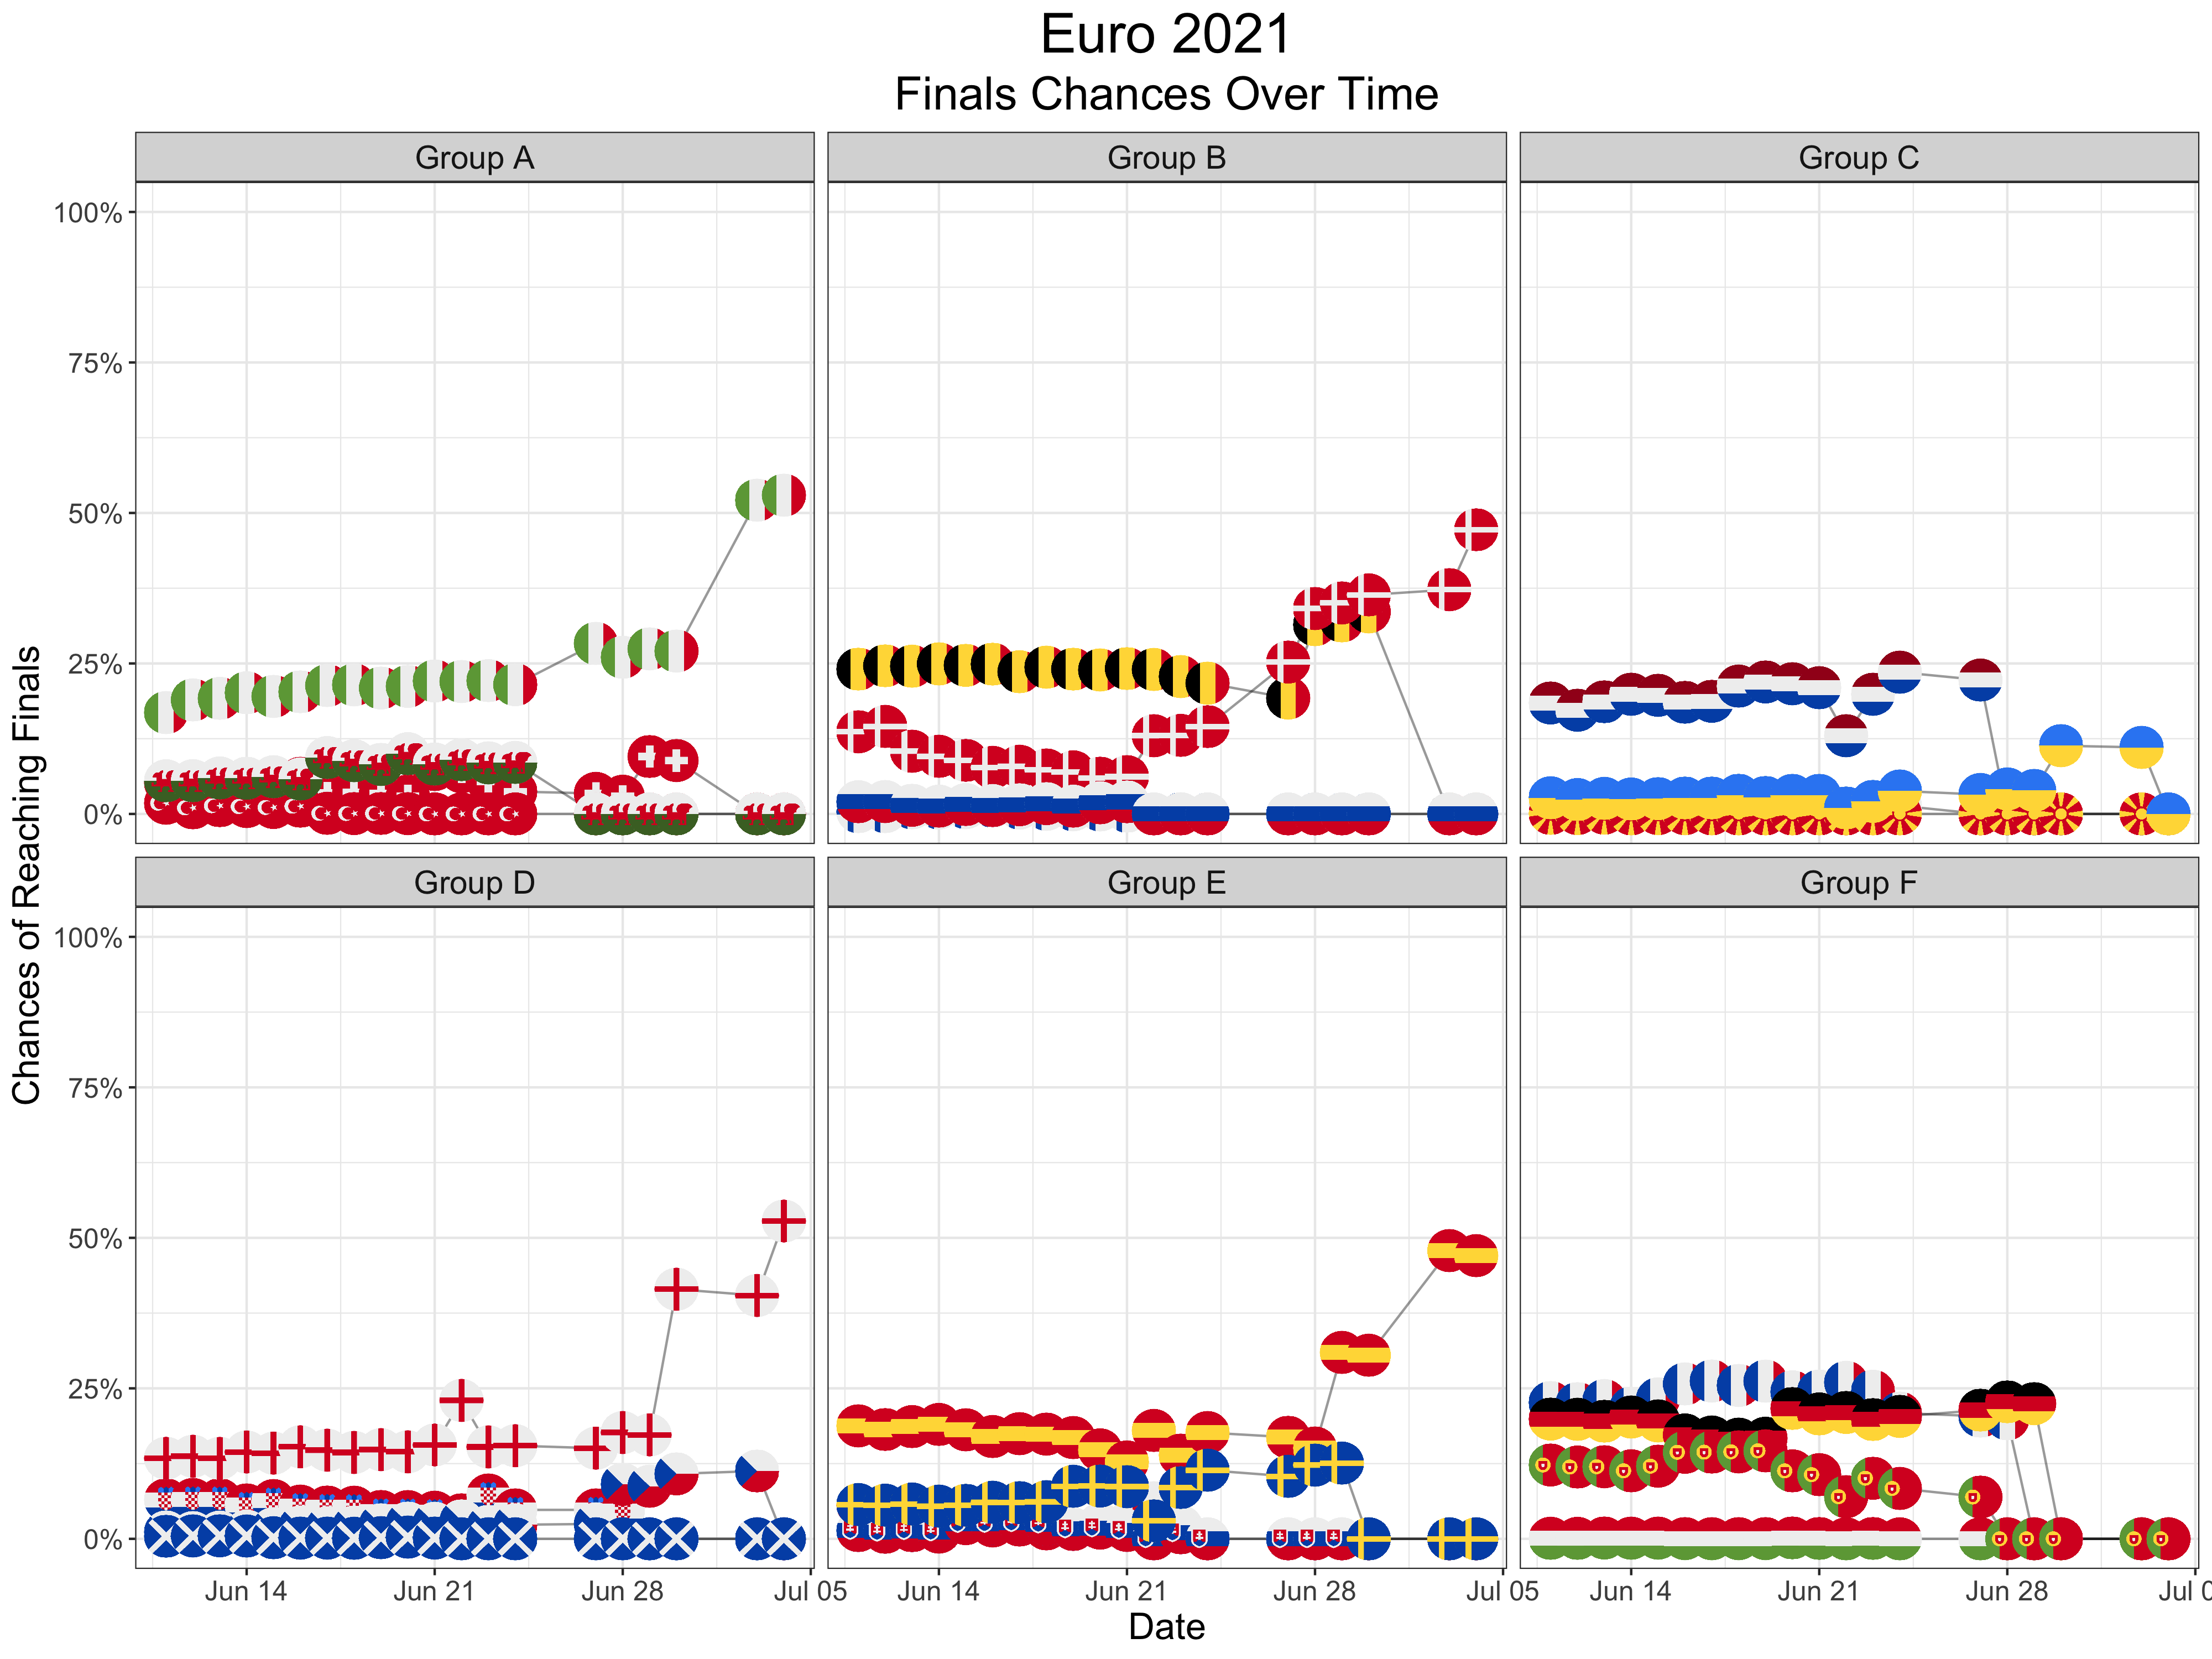 Euro 2021
Finals Chances Over Time
Group A Group B Group C
100%
75%
50%
25%
0%
Group D Group E Group F
100%
75%
50%
25%
0%
Chances of Reaching Finals
Jun 14 Jun 21 Jun 28 Jul 05 Jun 14 Jun 21 Jun 28 Jul 05 Jun 14 Jun 21 Jun 28 Jul 0
Date